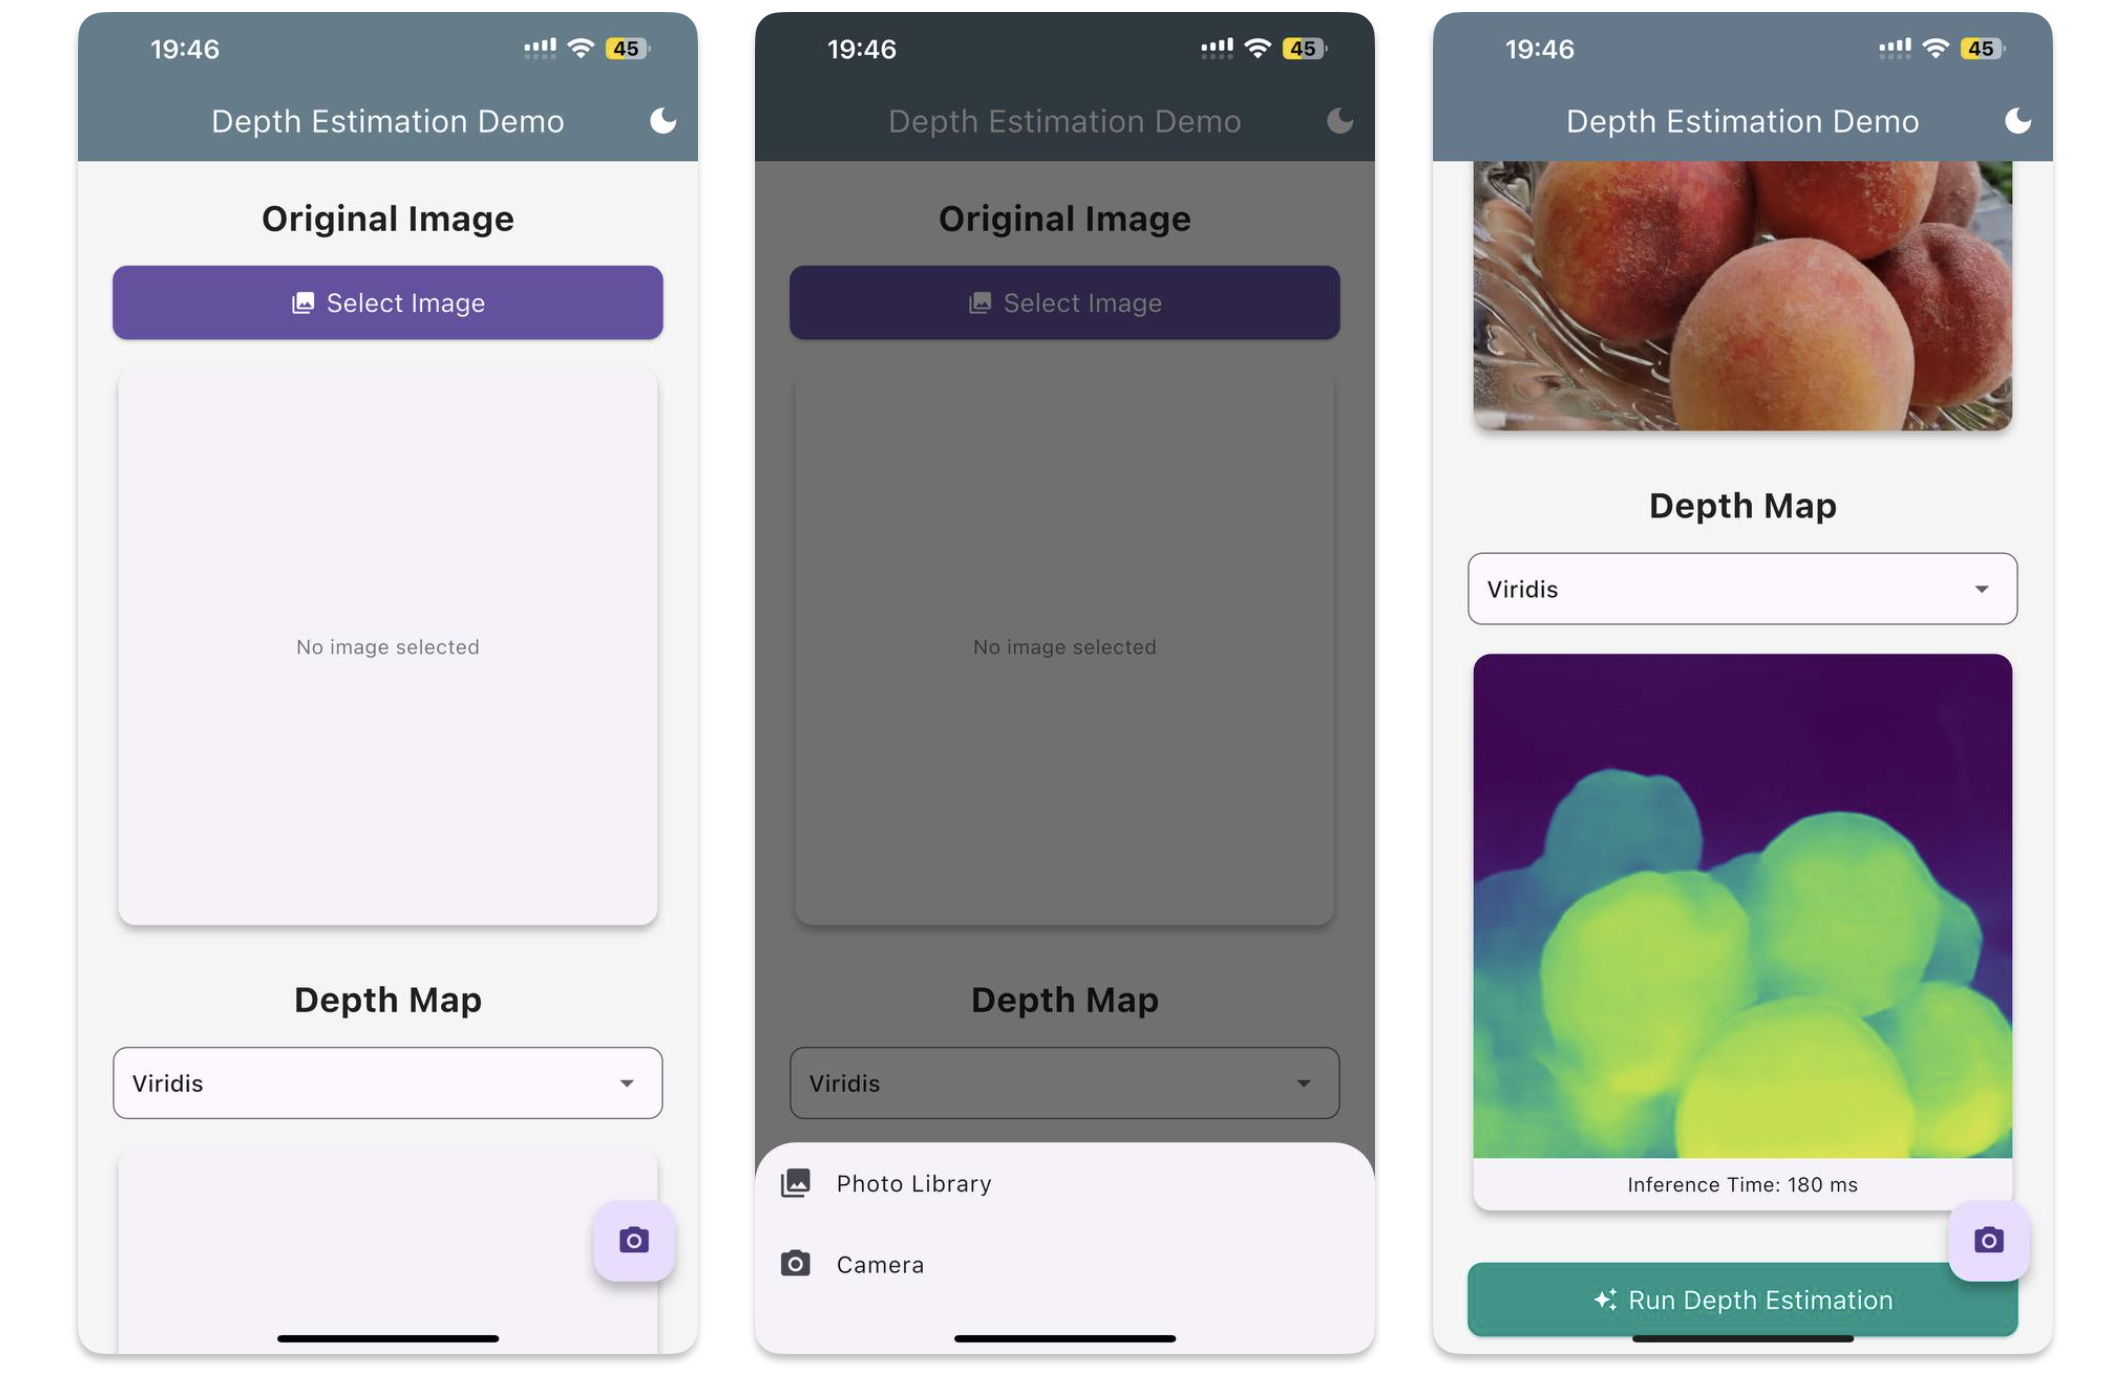 19:46
45
Depth Estimation Demo
Original Image
Select Image
No image selected
Depth Map
Viridis
19:46
45
Depth Estimation Demo
Original Image
Select Image
No image selected
Depth Map
Viridis
Photo Library
Camera
19:46
45
Depth Estimation Demo
Depth Map
Viridis
Inference Time: 180 ms
Run Depth Estimation